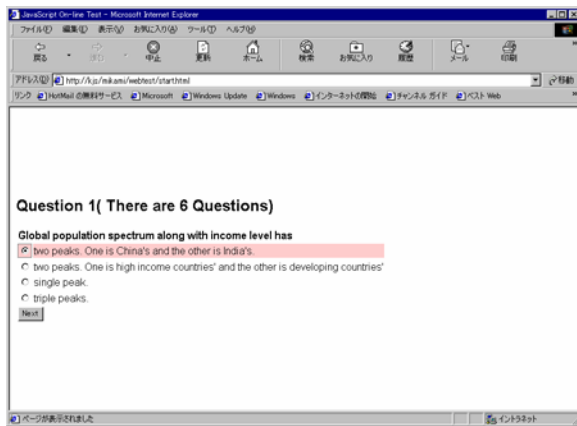 JavaScript On-line Test - Microsoft Internet Explorer
ファイル(F) 編集(E) 表示(V) お気に入り(A) ツール(T) ヘルプ(H)
戻る 進む 中止 更新 ホーム 検索 お気に入り 履歴 メール 印刷
アドレス(D) http://kjs/mikami/webtest/start.html 移動
リンク HotMail の無料サービス Microsoft Windows Update Windows インターネットの開始 チャンネル ガイド ベスト Web
Question 1( There are 6 Questions)
Global population spectrum along with income level has
two peaks. One is China's and the other is India's.
two peaks. One is high income countries' and the other is developing countries'
single peak.
triple peaks.
Next
ページが表示されました イントラネット